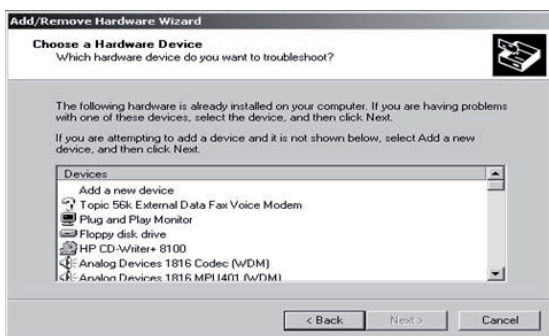 Add/Remove Hardware Wizard
Choose a Hardware Device
Which hardware device do you want to troubleshoot?
The following hardware is already installed on your computer. If you are having problems
with one of these devices, select the device, and then click Next.
If you are attempting to add a device and it is not shown below, select Add a new
device, and then click Next.
Devices
Add a new device
Topic 56k External Data Fax Voice Modem
Plug and Play Monitor
Floppy disk drive
HP CD-Writer+ 8100
Analog Devices 1816 Codec (WDM)
Analog Devices 1816 MPU401 (WDM)
< Back
Next >
Cancel